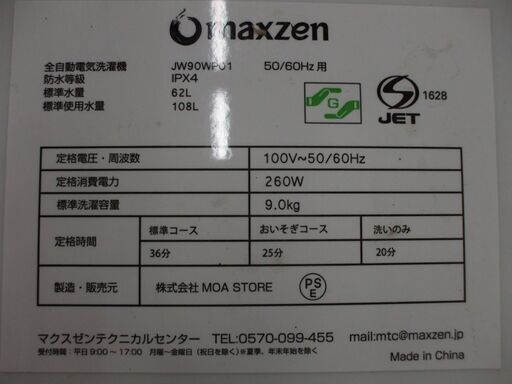 maxzen
全自動電気洗濯機 JW90WP01 50/60Hz 用
防水等級 IPX4
標準水量 62L
標準使用水量 108L
G
S
JET
1628
定格電圧・周波数 100V~50/60Hz
定格消費電力 260W
標準洗濯容量 9.0kg
定格時間 標準コース おいそぎコース 洗いのみ
36分 25分 20分
製造・販売元 株式会社 MOA STORE
PS
E
マクスゼンテクニカルセンター TEL:0570-099-455 mail:mtc@maxzen.jp
受付時間：平日 9:00～17:00 月曜～金曜日（祝日を除く）※夏季、年末年始を除く
Made in China